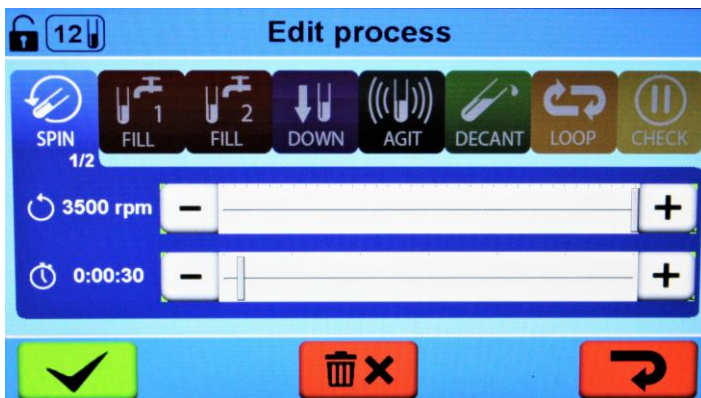 12
Edit process
SPIN
1/2
1
FILL
2
FILL
DOWN
AGIT
DECANT
LOOP
CHECK
3500 rpm
- +
0:00:30
- +